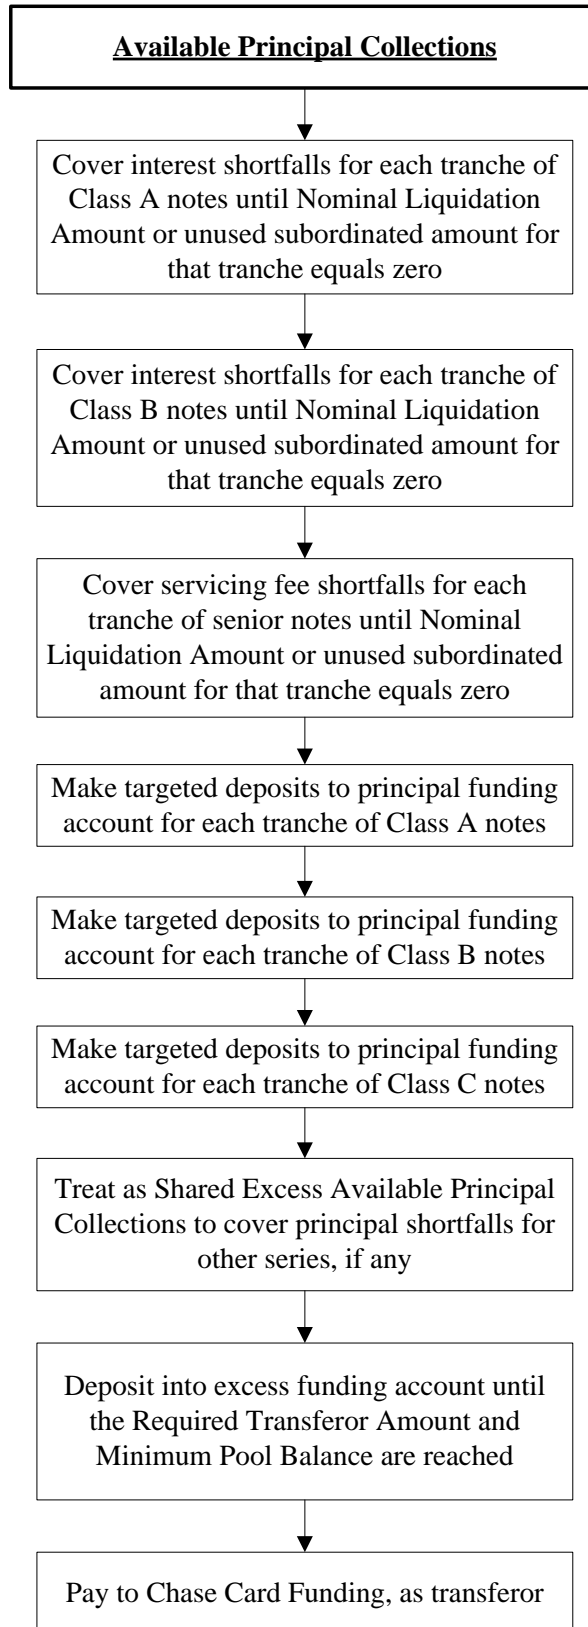 Available Principal Collections
Cover interest shortfalls for each tranche of
Class A notes until Nominal Liquidation
Amount or unused subordinated amount for
that tranche equals zero
Cover interest shortfalls for each tranche of
Class B notes until Nominal Liquidation
Amount or unused subordinated amount for
that tranche equals zero
Cover servicing fee shortfalls for each
tranche of senior notes until Nominal
Liquidation Amount or unused subordinated
amount for that tranche equals zero
Make targeted deposits to principal funding
account for each tranche of Class A notes
Make targeted deposits to principal funding
account for each tranche of Class B notes
Make targeted deposits to principal funding
account for each tranche of Class C notes
Treat as Shared Excess Available Principal
Collections to cover principal shortfalls for
other series, if any
Deposit into excess funding account until
the Required Transferor Amount and
Minimum Pool Balance are reached
Pay to Chase Card Funding, as transferor